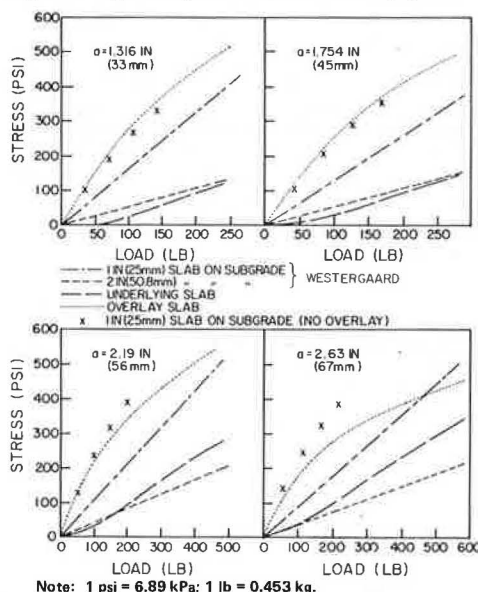 600
500
400
300
200
100
0
STRESS (PSI)
a=1.316 IN
(33mm)
0 50 100 150 200 250
LOAD (LB)
a=1.754 IN
(45mm)
0 50 100 150 200 250
LOAD (LB)
1 IN (25mm) SLAB ON SUBGRADE
2 IN (50.8mm) " " "
WESTERGAARD
UNDERLYING SLAB
OVERLAY SLAB
x 1 IN (25mm) SLAB ON SUBGRADE (NO OVERLAY)
600
500
400
300
200
100
0
STRESS (PSI)
a=2.19 IN
(56mm)
0 100 200 300 400 500
LOAD (LB)
a=2.63 IN
(67mm)
0 100 200 300 400 500 600
LOAD (LB)
Note: 1 psi = 6.89 kPa; 1 lb = 0.453 kg.